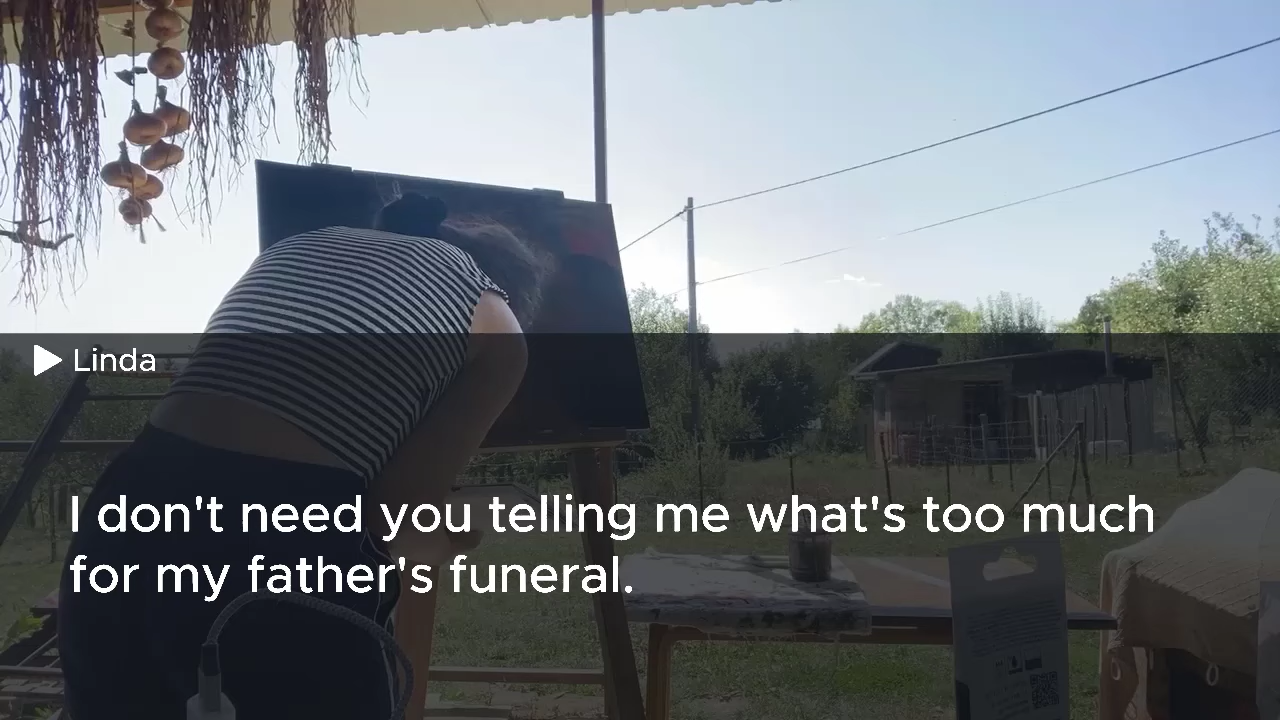 Linda
I don't need you telling me what's too much
for my father's funeral.